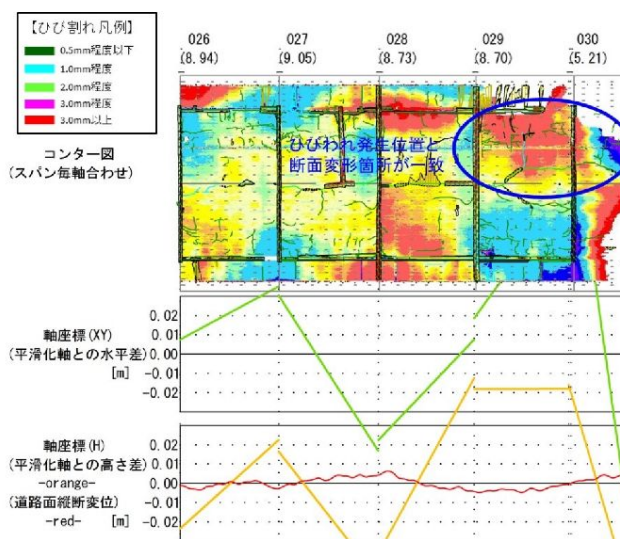 【ひび割れ凡例】
0.5mm程度以下
1.0mm程度
2.0mm程度
3.0mm程度
3.0mm以上
コンター図
(スパン毎軸合わせ)
026 027 028 029 030
(8.94) (9.05) (8.73) (8.70) (5.21)
ひびわれ発生位置と
断面変形箇所が一致
軸座標(XY)
(平滑化軸との水平差)
[m]
0.02
0.01
0.00
-0.01
-0.02
軸座標(H)
(平滑化軸との高さ差)
-orange-
(道路面縦断変位)
-red- [m]
0.02
0.01
0.00
-0.01
-0.02